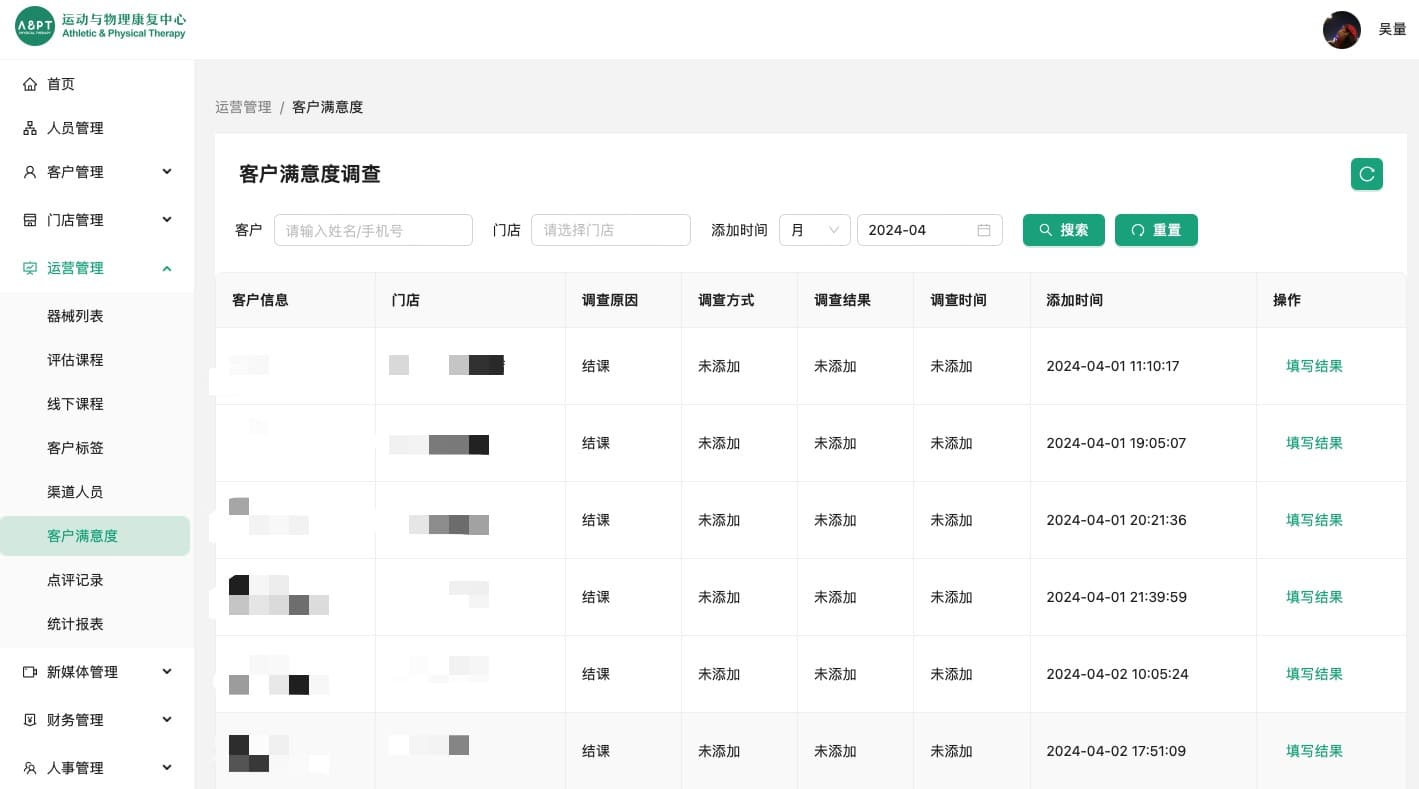 A&PT
PHYSICAL THERAPY
运动与物理康复中心
Athletic & Physical Therapy
吴量
首页
人员管理
客户管理
门店管理
运营管理
器械列表
评估课程
线下课程
客户标签
渠道人员
客户满意度
点评记录
统计报表
新媒体管理
财务管理
人事管理
运营管理 / 客户满意度
客户满意度调查
客户 请输入姓名/手机号 门店 请选择门店 添加时间 月 2024-04 搜索 重置
客户信息 门店 调查原因 调查方式 调查结果 调查时间 添加时间 操作
结课 未添加 未添加 未添加 2024-04-01 11:10:17 填写结果
结课 未添加 未添加 未添加 2024-04-01 19:05:07 填写结果
结课 未添加 未添加 未添加 2024-04-01 20:21:36 填写结果
结课 未添加 未添加 未添加 2024-04-01 21:39:59 填写结果
结课 未添加 未添加 未添加 2024-04-02 10:05:24 填写结果
结课 未添加 未添加 未添加 2024-04-02 17:51:09 填写结果